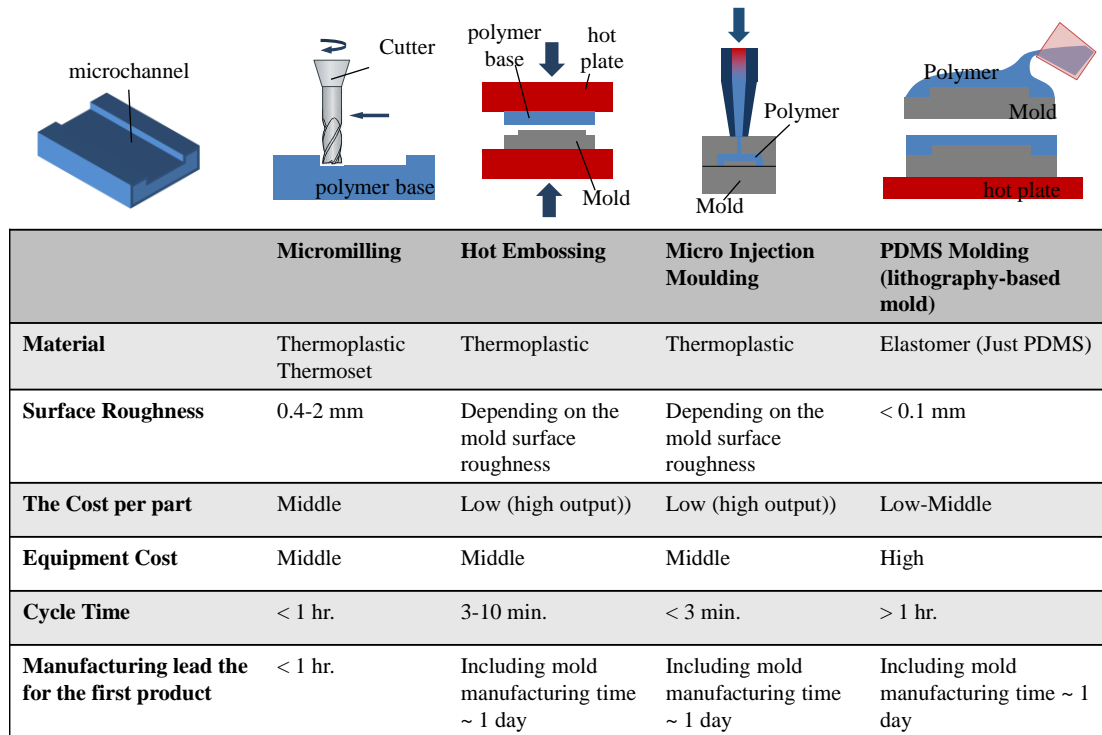 microchannel
Cutter
polymer base
polymer
base
hot
plate
Mold
Polymer
Mold
Polymer
Mold
hot plate
Micromilling
Hot Embossing
Micro Injection
Moulding
PDMS Molding
(lithography-based
mold)
Material
Thermoplastic
Thermoset
Thermoplastic
Thermoplastic
Elastomer (Just PDMS)
Surface Roughness
0.4-2 mm
Depending on the
mold surface
roughness
Depending on the
mold surface
roughness
< 0.1 mm
The Cost per part
Middle
Low (high output))
Low (high output))
Low-Middle
Equipment Cost
Middle
Middle
Middle
High
Cycle Time
< 1 hr.
3-10 min.
< 3 min.
> 1 hr.
Manufacturing lead the
for the first product
< 1 hr.
Including mold
manufacturing time
~ 1 day
Including mold
manufacturing time
~ 1 day
Including mold
manufacturing time ~ 1
day